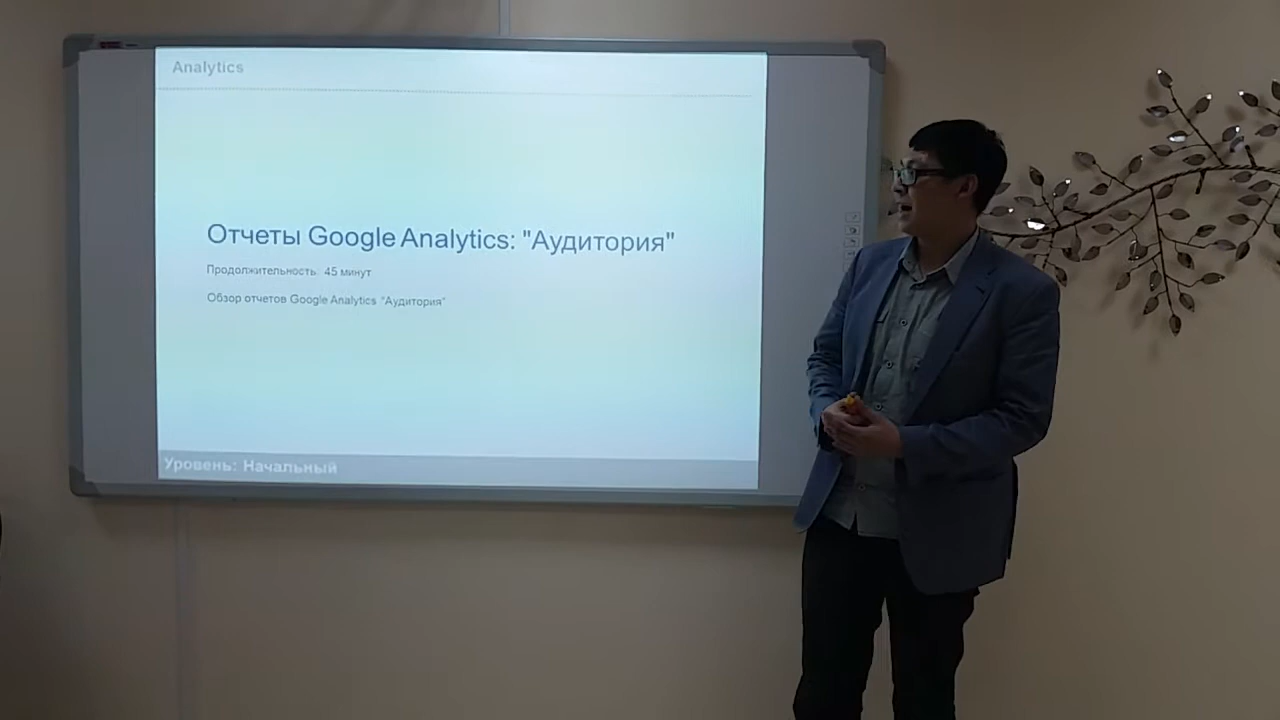 Analytics
Отчеты Google Analytics: "Аудитория"
Продолжительность: 45 минут
Обзор отчетов Google Analytics "Аудитория"
Уровень: Начальный